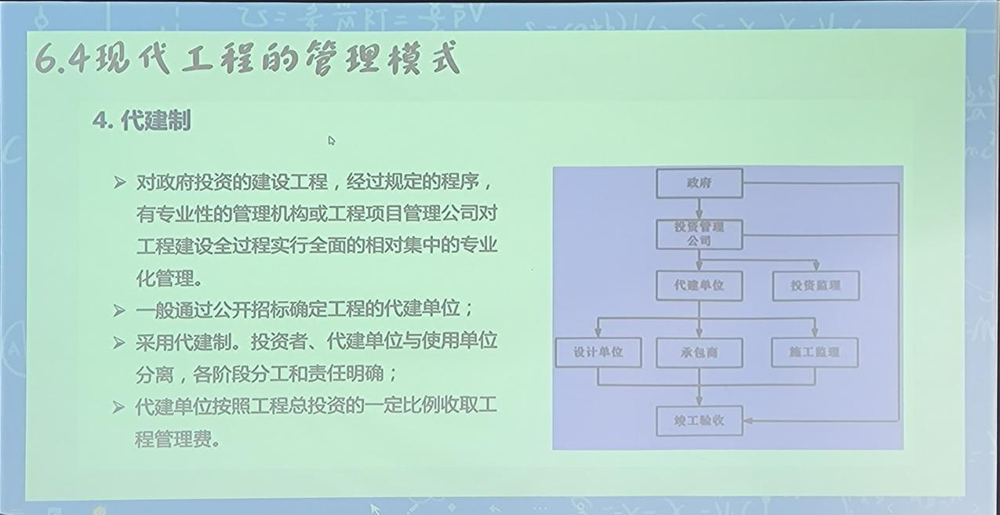 6.4现代工程的管理模式
4. 代建制
➢ 对政府投资的建设工程，经过规定的程序，
有专业性的管理机构或工程项目管理公司对
工程建设全过程实行全面的相对集中的专业
化管理。
➢ 一般通过公开招标确定工程的代建单位；
➢ 采用代建制。投资者、代建单位与使用单位
分离，各阶段分工和责任明确；
➢ 代建单位按照工程总投资的一定比例收取工
程管理费。
政府
投资管理
公司
代建单位
投资监理
设计单位
承包商
施工监理
竣工验收